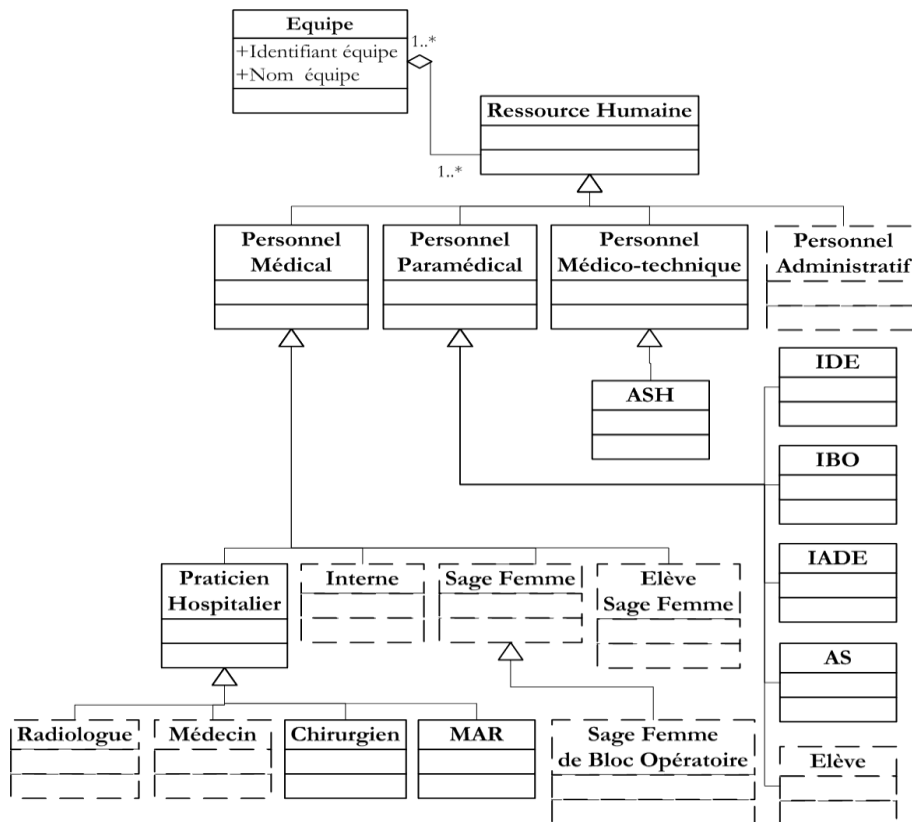 Equipe
+Identifiant équipe
+Nom équipe
1..*
1..*
Ressource Humaine
Personnel
Médical
Personnel
Paramédical
Personnel
Médico-technique
Personnel
Administratif
ASH
IDE
IBO
IADE
AS
Elève
Praticien
Hospitalier
Interne
Sage Femme
Elève
Sage Femme
Radiologue
Médecin
Chirurgien
MAR
Sage Femme
de Bloc Opératoire